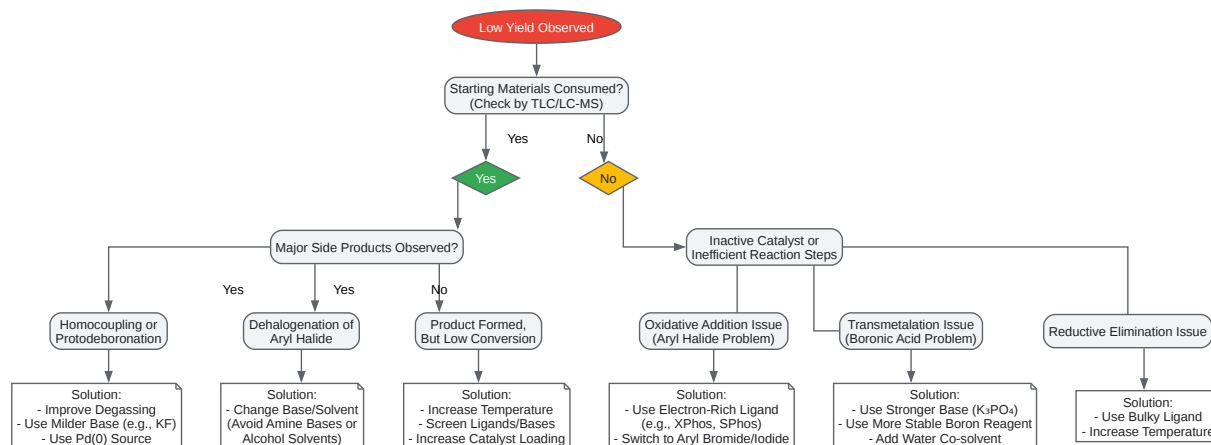 Low Yield Observed
Starting Materials Consumed?
(Check by TLC/LC-MS)
Yes
No
Yes
No
Major Side Products Observed?
Inactive Catalyst or
Inefficient Reaction Steps
Yes
Yes
No
Homocoupling or
Protodeboronation
Dehalogenation of
Aryl Halide
Product Formed,
But Low Conversion
Oxidative Addition Issue
(Aryl Halide Problem)
Transmetalation Issue
(Boronic Acid Problem)
Reductive Elimination Issue
Solution:
- Improve Degassing
- Use Milder Base (e.g., KF)
- Use Pd(0) Source
Solution:
- Change Base/Solvent
(Avoid Amine Bases or
Alcohol Solvents)
Solution:
- Increase Temperature
- Screen Ligands/Bases
- Increase Catalyst Loading
Solution:
- Use Electron-Rich Ligand
(e.g., XPhos, SPhos)
- Switch to Aryl Bromide/Iodide
Solution:
- Use Stronger Base (K₃PO₄)
- Use More Stable Boron Reagent
- Add Water Co-solvent
Solution:
- Use Bulky Ligand
- Increase Temperature